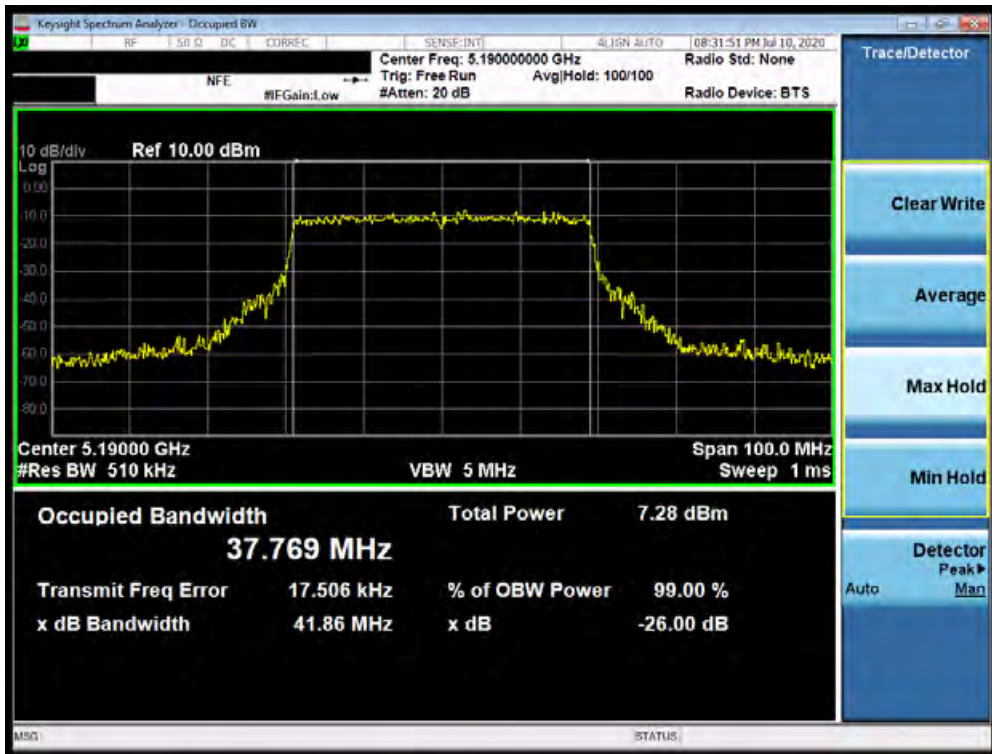 Keysight Spectrum Analyzer - Occupied BW
RF 50 Ω DC CORREC SENSE:INT ALIGN AUTO 08:31:51 PM Jul 10, 2020
Center Freq: 5.190000000 GHz Radio Std: None
NFE Trig: Free Run Avg|Hold: 100/100
#IFGain:Low #Atten: 20 dB Radio Device: BTS
10 dB/div Ref 10.00 dBm
Log
0.00
-10.0
-20.0
-30.0
-40.0
-50.0
-60.0
-70.0
-80.0
Center 5.19000 GHz Span 100.0 MHz
#Res BW 510 kHz VBW 5 MHz Sweep 1 ms
Occupied Bandwidth Total Power 7.28 dBm
37.769 MHz
Transmit Freq Error 17.506 kHz % of OBW Power 99.00 %
x dB Bandwidth 41.86 MHz x dB -26.00 dB
MSG STATUS
Trace/Detector
Clear Write
Average
Max Hold
Min Hold
Detector
Peak▶
Auto Man